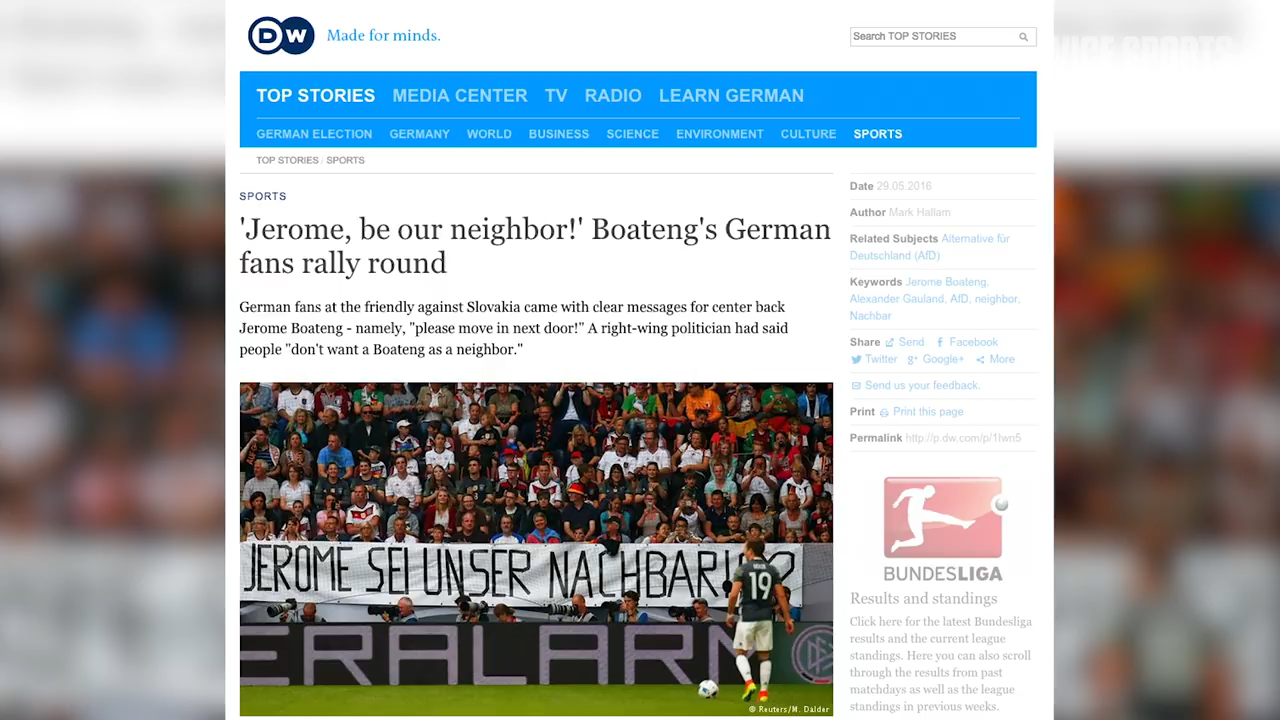 DW Made for minds.
Search TOP STORIES
TOP STORIES MEDIA CENTER TV RADIO LEARN GERMAN
GERMAN ELECTION GERMANY WORLD BUSINESS SCIENCE ENVIRONMENT CULTURE SPORTS
TOP STORIES / SPORTS
SPORTS
'Jerome, be our neighbor!' Boateng's German
fans rally round
German fans at the friendly against Slovakia came with clear messages for center back
Jerome Boateng - namely, "please move in next door!" A right-wing politician had said
people "don't want a Boateng as a neighbor."
JEROME SEI UNSER NACHBAR!
19
ERALARM
© Reuters/M. Dalder
Date 29.05.2016
Author Mark Hallam
Related Subjects Alternative für
Deutschland (AfD)
Keywords Jerome Boateng,
Alexander Gauland, AfD, neighbor,
Nachbar
Share Send Facebook
Twitter Google+ More
Send us your feedback.
Print Print this page
Permalink http://p.dw.com/p/1Iwn5
BUNDESLIGA
Results and standings
Click here for the latest Bundesliga
results and the current league
standings. Here you can also scroll
through the results from past
matchdays as well as the league
standings in previous weeks.